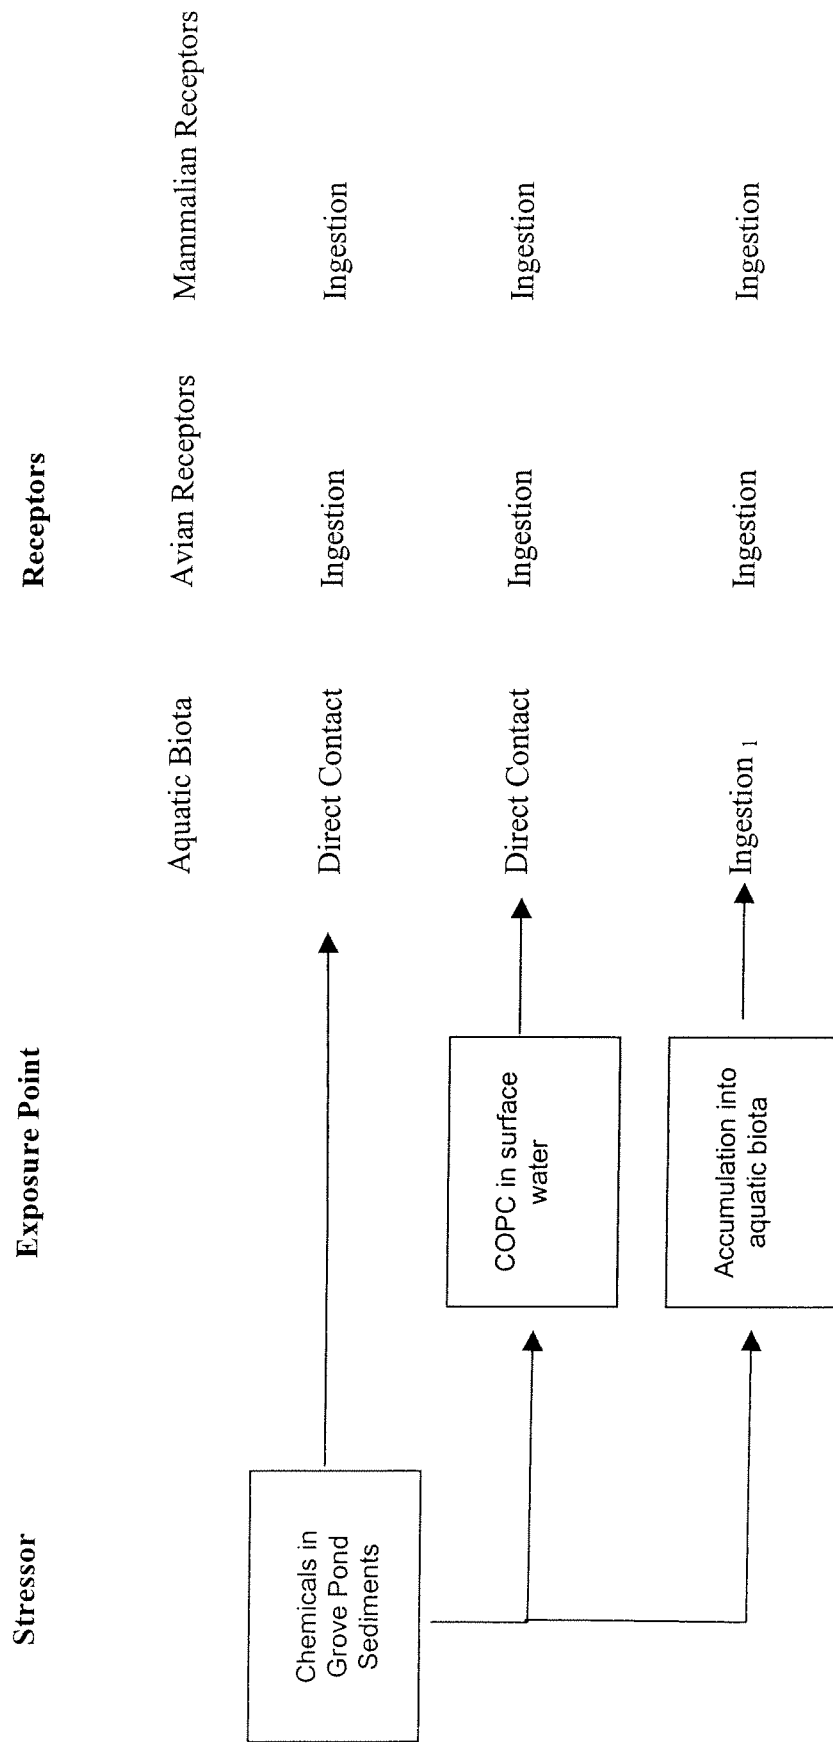 Stressor
Exposure Point
Receptors
Aquatic Biota
Avian Receptors
Mammalian Receptors
Chemicals in
Grove Pond
Sediments
Direct Contact
Ingestion
Ingestion
COPC in surface
water
Direct Contact
Ingestion
Ingestion
Accumulation into
aquatic biota
Ingestion 1
Ingestion
Ingestion